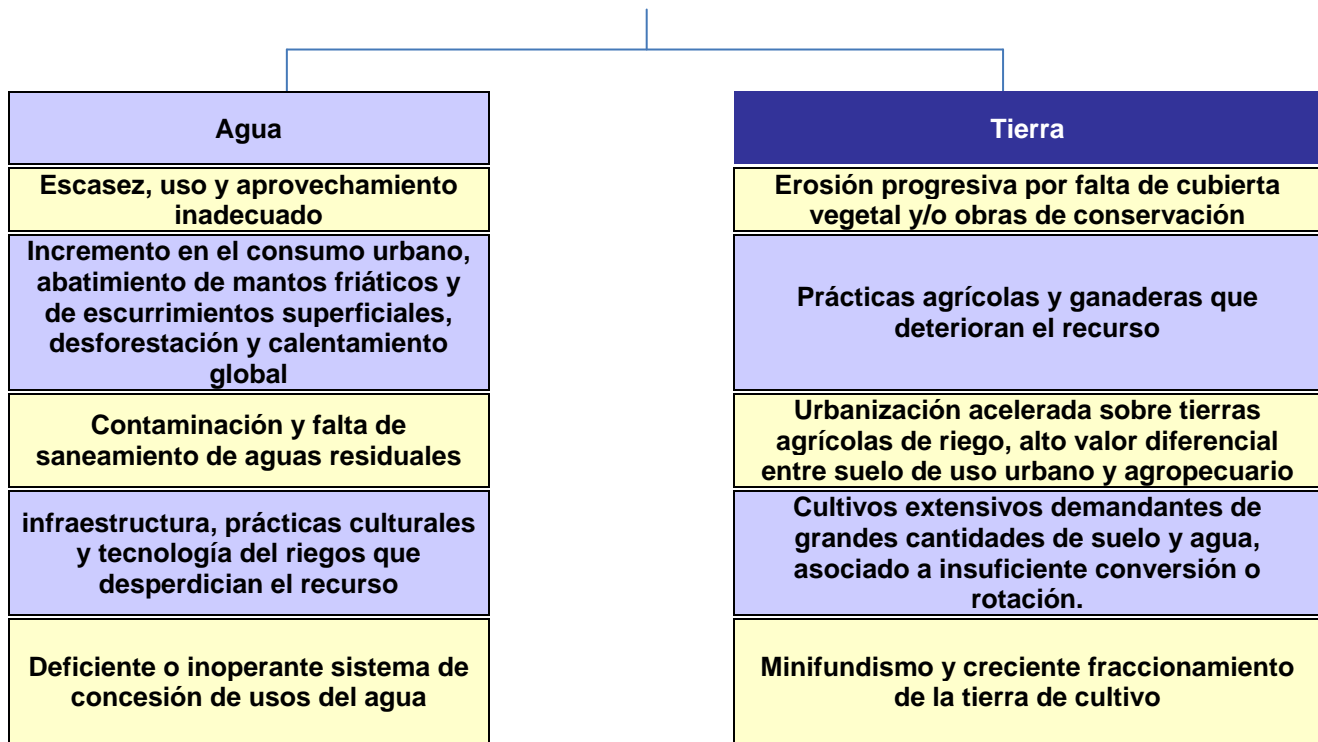 Agua
Escasez, uso y aprovechamiento
inadecuado
Incremento en el consumo urbano,
abatimiento de mantos friáticos y
de escurrimientos superficiales,
desforestación y calentamiento
global
Contaminación y falta de
saneamiento de aguas residuales
infraestructura, prácticas culturales
y tecnología del riegos que
desperdician el recurso
Deficiente o inoperante sistema de
concesión de usos del agua
Tierra
Erosión progresiva por falta de cubierta
vegetal y/o obras de conservación
Prácticas agrícolas y ganaderas que
deterioran el recurso
Urbanización acelerada sobre tierras
agrícolas de riego, alto valor diferencial
entre suelo de uso urbano y agropecuario
Cultivos extensivos demandantes de
grandes cantidades de suelo y agua,
asociado a insuficiente conversión o
rotación.
Minifundismo y creciente fraccionamiento
de la tierra de cultivo